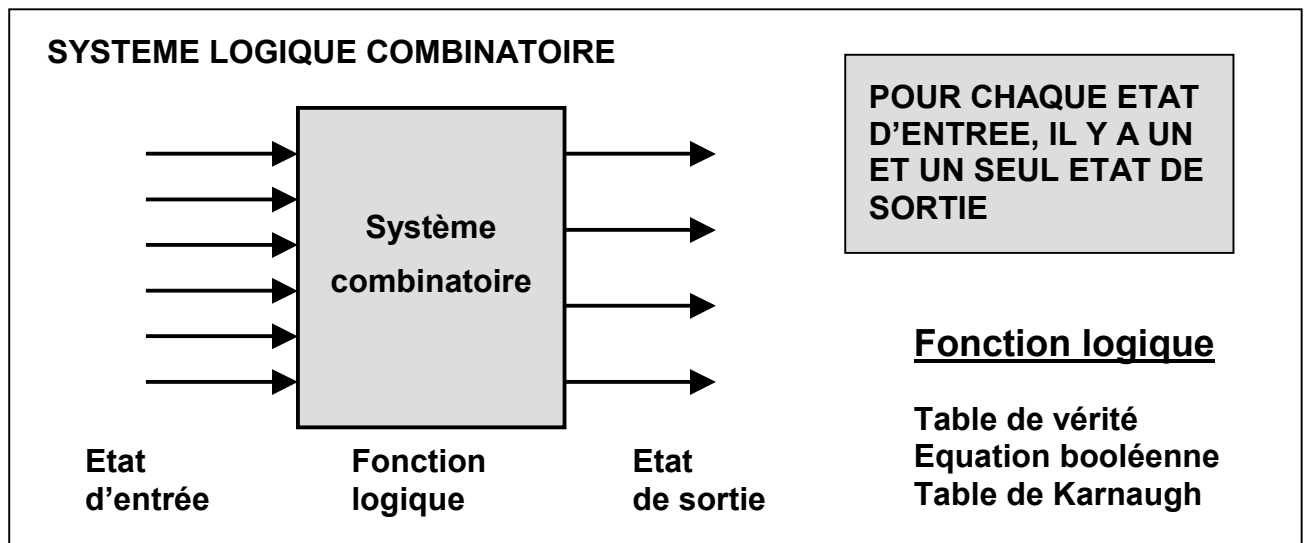 SYSTEME LOGIQUE COMBINATOIRE
POUR CHAQUE ETAT
D'ENTREE, IL Y A UN
ET UN SEUL ETAT DE
SORTIE
Système
combinatoire
Fonction logique
Table de vérité
Equation booléenne
Table de Karnaugh
Etat
d'entrée
Fonction
logique
Etat
de sortie